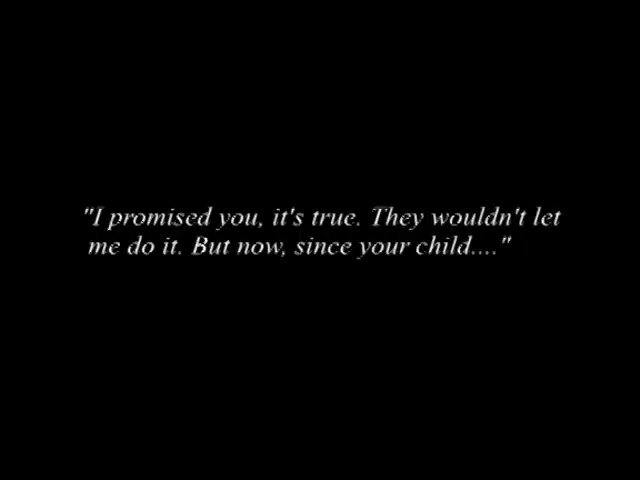 "I promised you, it's true. They wouldn't let
me do it. But now, since your child...."